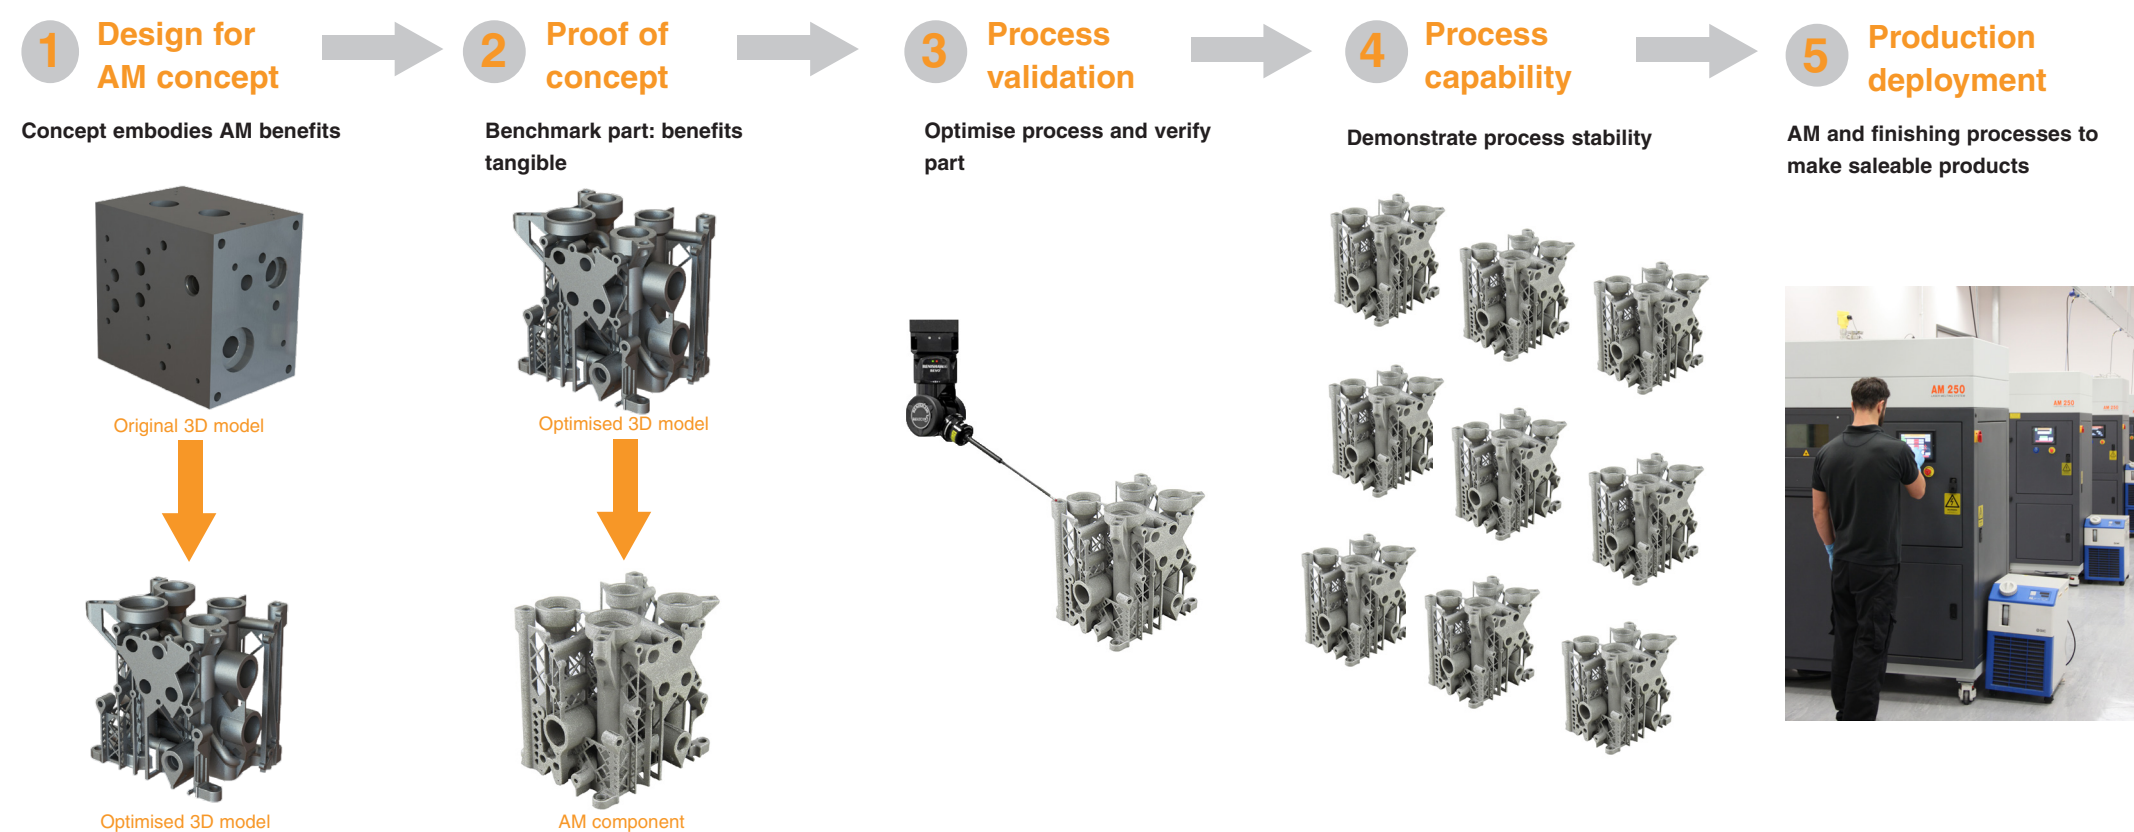 1
Design for
AM concept
Concept embodies AM benefits
Original 3D model
Optimised 3D model
2
Proof of
concept
Benchmark part: benefits
tangible
Optimised 3D model
AM component
3
Process
validation
Optimise process and verify
part
4
Process
capability
Demonstrate process stability
5
Production
deployment
AM and finishing processes to
make saleable products
AM 250
AM 250
AM 250